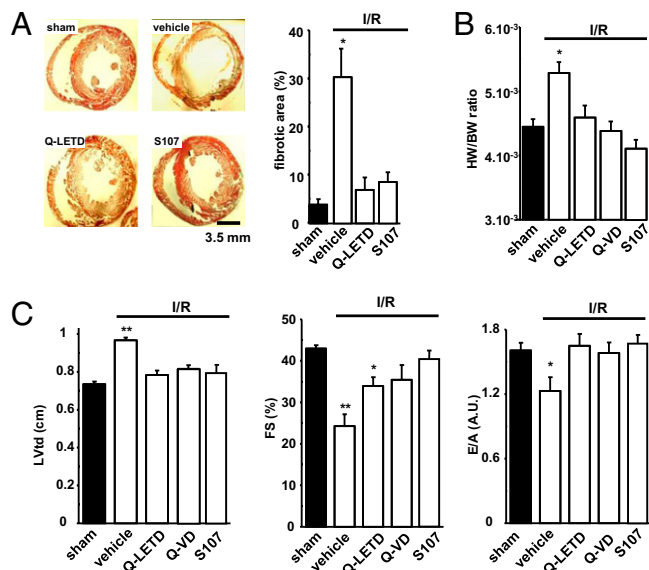 A
sham
vehicle
Q-LETD
S107
3.5 mm
I/R
fibrotic area (%)
40
30
20
10
0
*
sham
vehicle
Q-LETD
S107
B
I/R
HW/BW ratio
6.10-3
5.10-3
4.10-3
3.10-3
*
sham
vehicle
Q-LETD
Q-VD
S107
C
I/R
LVtd (cm)
1
0.8
0.6
0.4
0.2
0
**
sham
vehicle
Q-LETD
Q-VD
S107
I/R
FS (%)
50
40
30
20
10
0
**
*
sham
vehicle
Q-LETD
Q-VD
S107
I/R
E/A (A.U.)
1.8
1.2
0.6
0
*
sham
vehicle
Q-LETD
Q-VD
S107